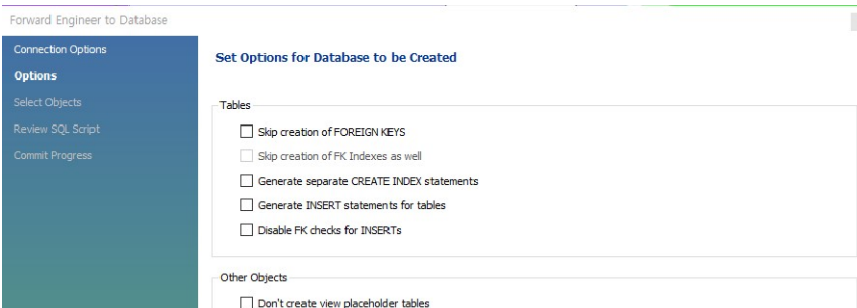 Forward Engineer to Database
Connection Options
Options
Select Objects
Review SQL Script
Commit Progress
Set Options for Database to be Created
Tables
Skip creation of FOREIGN KEYS
Skip creation of FK Indexes as well
Generate separate CREATE INDEX statements
Generate INSERT statements for tables
Disable FK checks for INSERTs
Other Objects
Don't create view placeholder tables